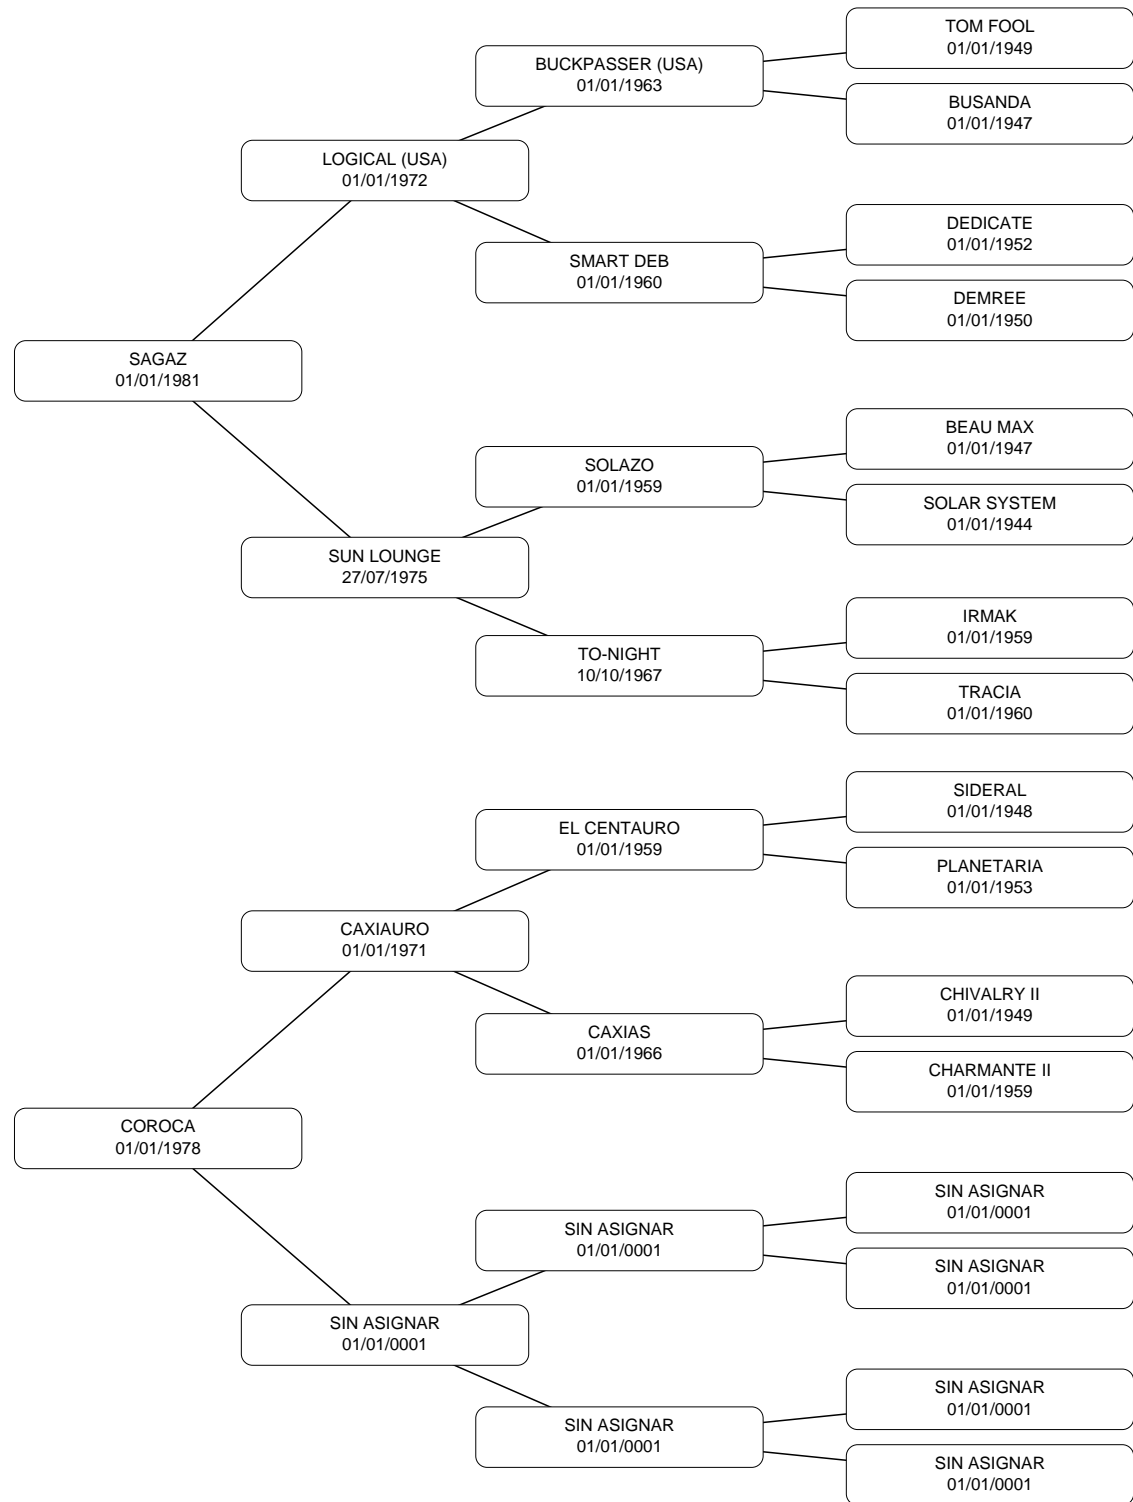 TOM FOOL
01/01/1949
BUCKPASSER (USA)
01/01/1963
BUSANDA
01/01/1947
LOGICAL (USA)
01/01/1972
DEDICATE
01/01/1952
SMART DEB
01/01/1960
DEMREE
01/01/1950
SAGAZ
01/01/1981
BEAU MAX
01/01/1947
SOLAZO
01/01/1959
SOLAR SYSTEM
01/01/1944
SUN LOUNGE
27/07/1975
IRMAK
01/01/1959
TO-NIGHT
10/10/1967
TRACIA
01/01/1960
SIDERAL
01/01/1948
EL CENTAURO
01/01/1959
PLANETARIA
01/01/1953
CAXIAURO
01/01/1971
CHIVALRY II
01/01/1949
CAXIAS
01/01/1966
CHARMANTE II
01/01/1959
COROCA
01/01/1978
SIN ASIGNAR
01/01/0001
SIN ASIGNAR
01/01/0001
SIN ASIGNAR
01/01/0001
SIN ASIGNAR
01/01/0001
SIN ASIGNAR
01/01/0001
SIN ASIGNAR
01/01/0001
SIN ASIGNAR
01/01/0001